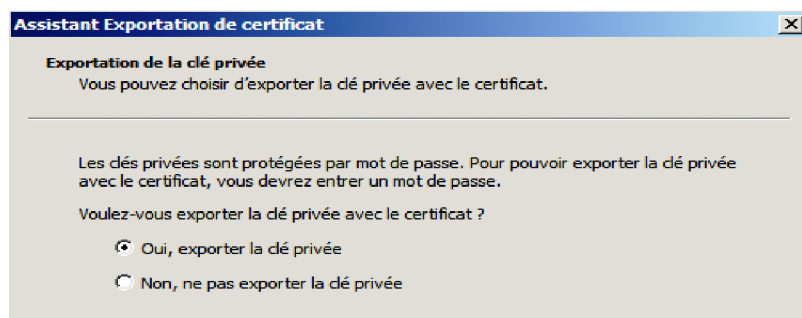 Assistant Exportation de certificat
Exportation de la clé privée
Vous pouvez choisir d'exporter la clé privée avec le certificat.
Les clés privées sont protégées par mot de passe. Pour pouvoir exporter la clé privée
avec le certificat, vous devrez entrer un mot de passe.
Voulez-vous exporter la clé privée avec le certificat ?
Oui, exporter la clé privée
Non, ne pas exporter la clé privée